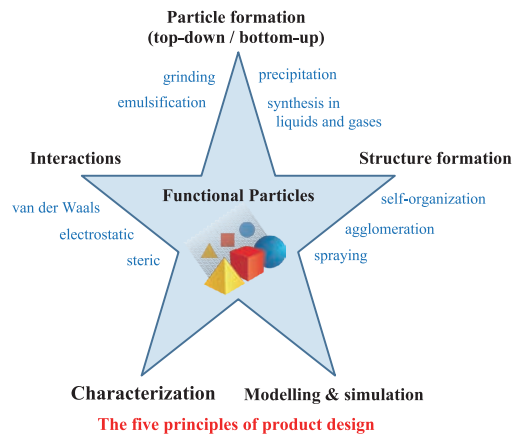 Particle formation
(top-down / bottom-up)
grinding
emulsification
precipitation
synthesis in
liquids and gases
Interactions
van der Waals
electrostatic
steric
Functional Particles
Structure formation
self-organization
agglomeration
spraying
Characterization
Modelling & simulation
The five principles of product design